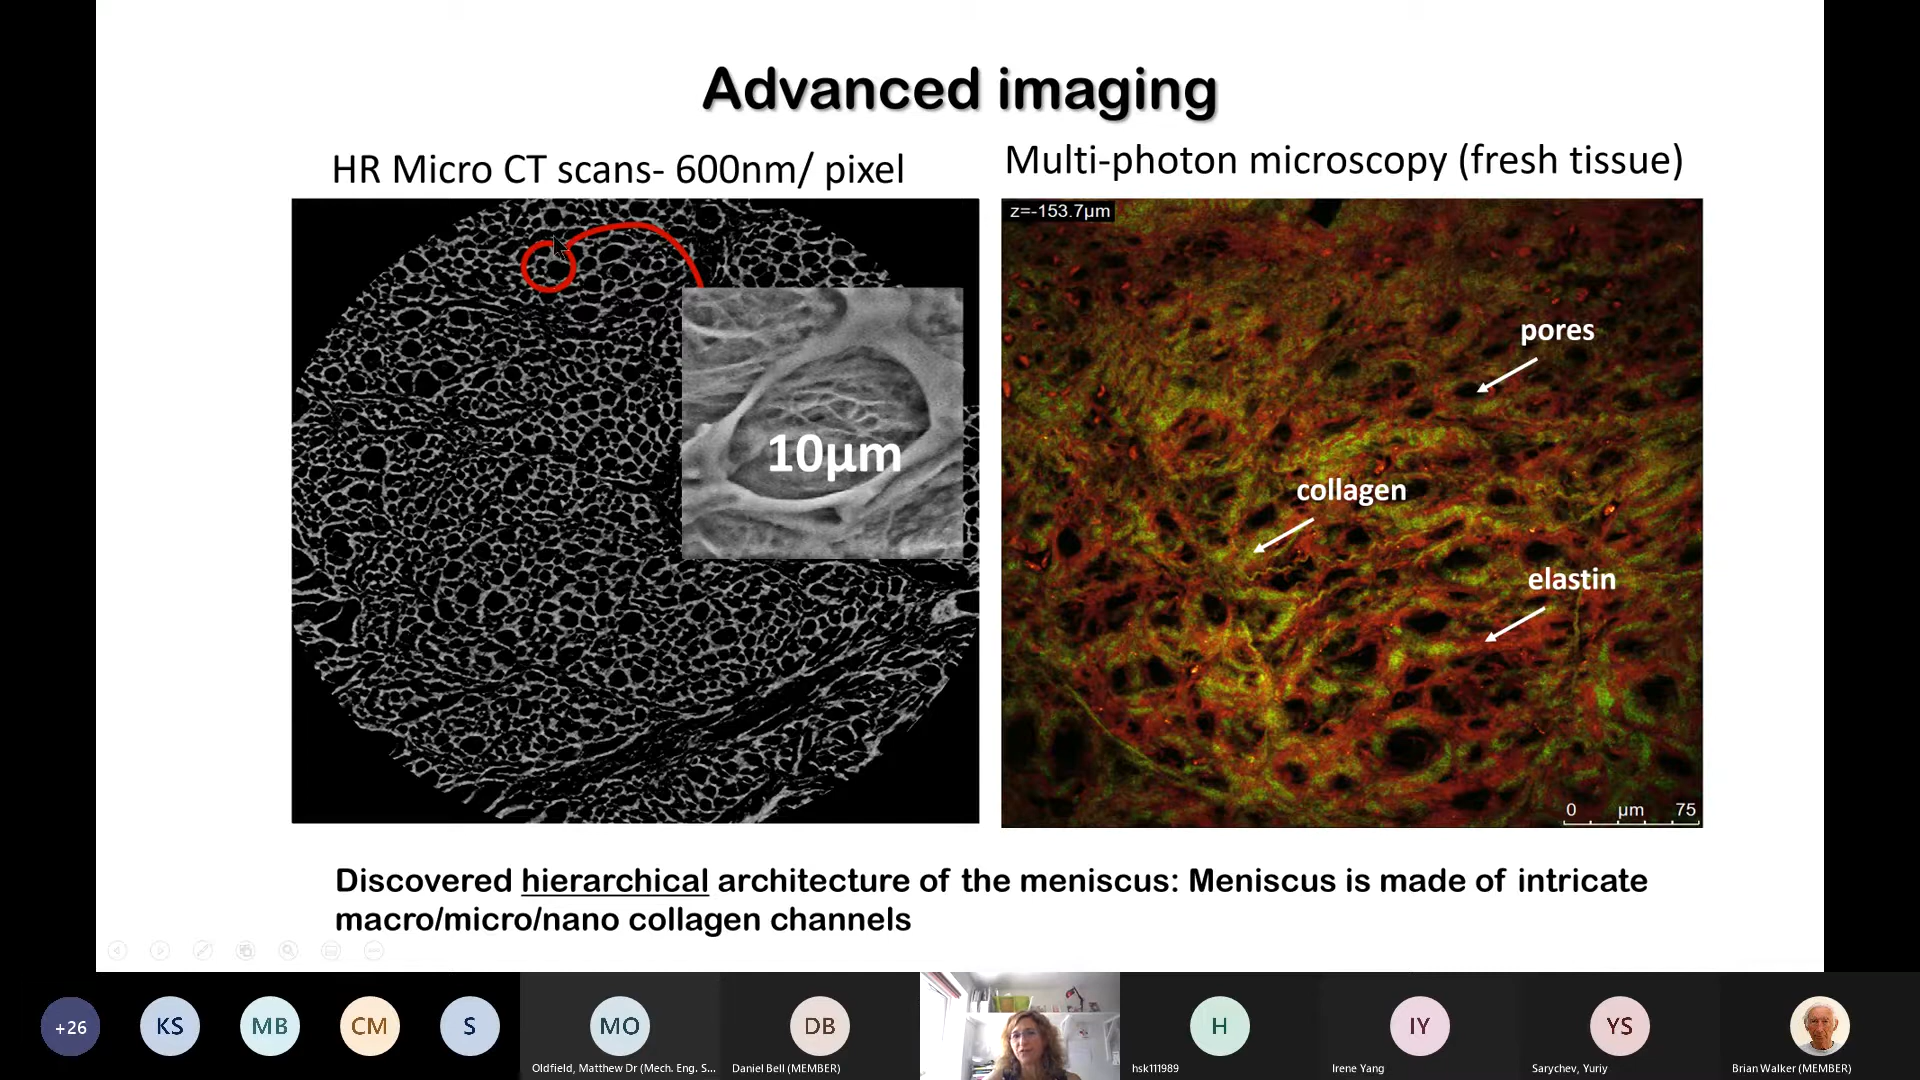 Advanced imaging
HR Micro CT scans- 600nm/ pixel
Multi-photon microscopy (fresh tissue)
z=-153.7µm
pores
10µm
collagen
elastin
0 µm 75
Discovered hierarchical architecture of the meniscus: Meniscus is made of intricate
macro/micro/nano collagen channels
+26
KS
MB
CM
S
MO
DB
H
IY
YS
Oldfield, Matthew Dr (Mech. Eng. S...
Daniel Bell (MEMBER)
hsk111989
Irene Yang
Sarychev, Yuriy
Brian Walker (MEMBER)